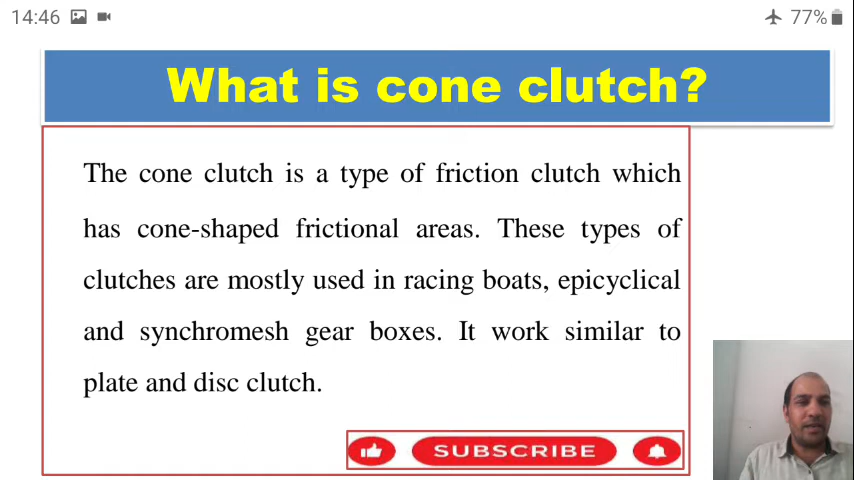 14:46
77%
What is cone clutch?
The cone clutch is a type of friction clutch which
has cone-shaped frictional areas. These types of
clutches are mostly used in racing boats, epicyclical
and synchromesh gear boxes. It work similar to
plate and disc clutch.
SUBSCRIBE